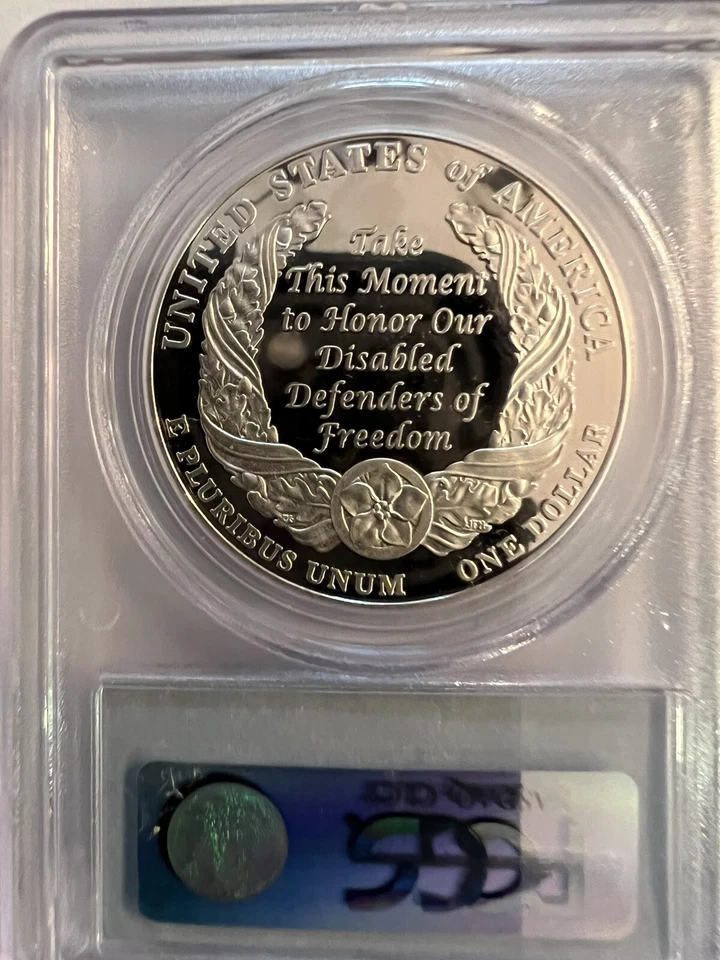 UNITED STATES of AMERICA
Take
This Moment
to Honor Our
Disabled
Defenders of
Freedom
E PLURIBUS UNUM
ONE DOLLAR